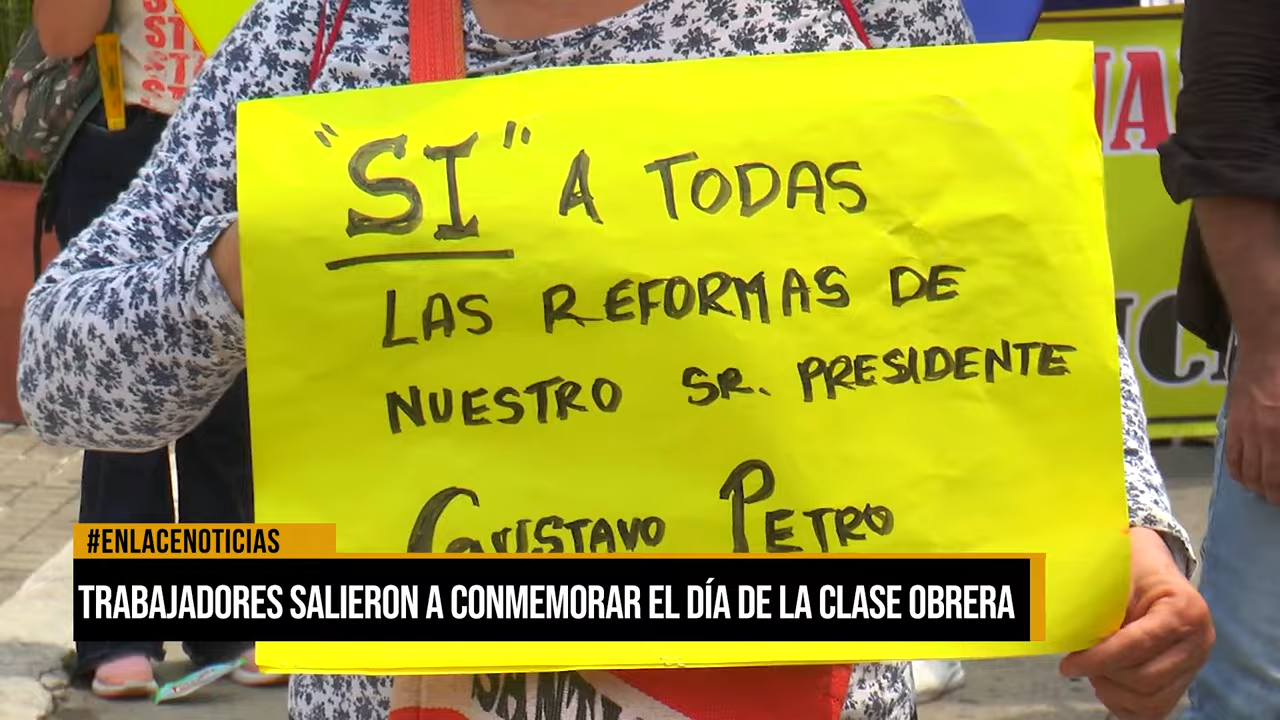 "SI" A TODAS
LAS REFORMAS DE
NUESTRO SR. PRESIDENTE
GUSTAVO PETRO
#ENLACENOTICIAS
TRABAJADORES SALIERON A CONMEMORAR EL DÍA DE LA CLASE OBRERA